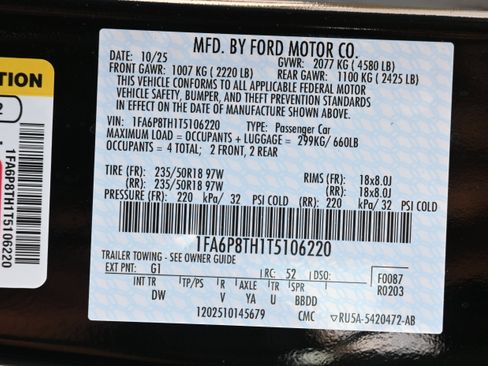 MFD. BY FORD MOTOR CO.
DATE: 10/25 GVWR: 2077 KG ( 4580 LB)
FRONT GAWR: 1007 KG ( 2220 LB) REAR GAWR: 1100 KG ( 2425 LB)
THIS VEHICLE CONFORMS TO ALL APPLICABLE FEDERAL MOTOR
VEHICLE SAFETY, BUMPER, AND THEFT PREVENTION STANDARDS
IN EFFECT ON THE DATE OF MANUFACTURE SHOWN ABOVE.
VIN: 1FA6P8TH1T5106220 TYPE: Passenger Car
MAXIMUM LOAD = OCCUPANTS + LUGGAGE = 299KG/ 660LB
OCCUPANTS = 4 TOTAL; 2 FRONT, 2 REAR
TIRE (FR): 235/50R18 97W RIMS (FR): 18x8.0J
(RR): 235/50R18 97W (RR): 18x8.0J
PRESSURE (FR): 220 kPa/ 32 PSI COLD (RR): 220 kPa/ 32 PSI COLD
1FA6P8TH1T5106220
TRAILER TOWING - SEE OWNER GUIDE
EXT PNT: G1 RC: 52 DSO: F0087
INT TR TP/PS R AXLE TR SPR R0203
DW V YA U BBDD
1202510145679 CMC RU5A-5420472-AB
TION
2
1FA6P8TH1T5106220